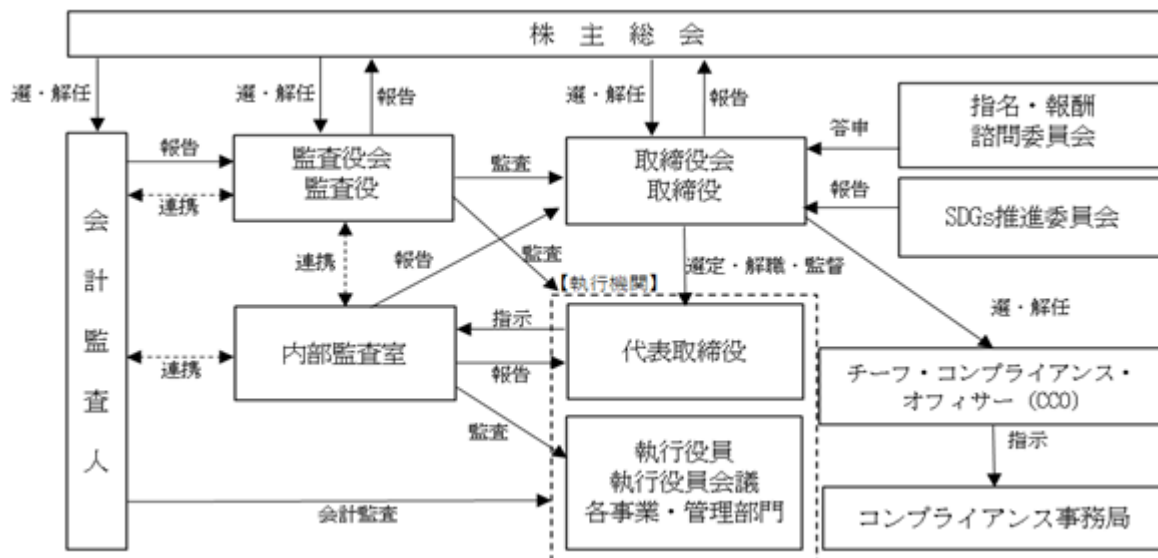 株 主 総 会
選・解任
選・解任
報告
選・解任
報告
指名・報酬
諮問委員会
答申
報告
監査役会
監査役
監査
取締役会
取締役
報告
SDGs推進委員会
連携
会計監査人
連携
報告
監査
選定・解職・監督
【執行機関】
選・解任
指示
内部監査室
代表取締役
連携
報告
チーフ・コンプライアンス・
オフィサー (CCO)
監査
指示
執行役員
執行役員会議
各事業・管理部門
会計監査
コンプライアンス事務局